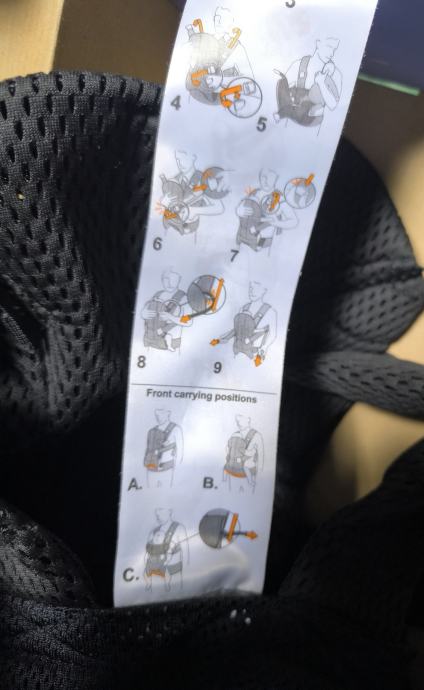 3
4 5
6 7
8 9
Front carrying positions
A. B.
C.